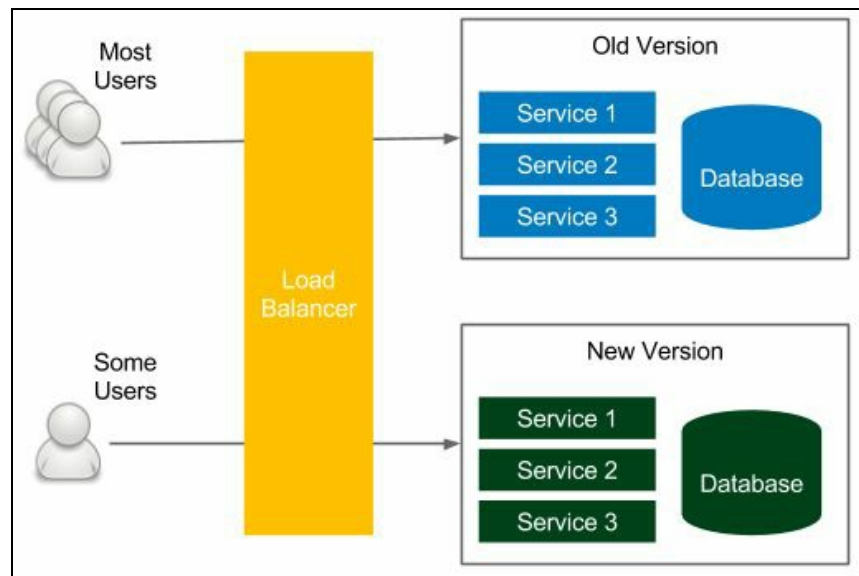 Most
Users
Old Version
Service 1
Service 2
Service 3
Database
Load
Balancer
Some
Users
New Version
Service 1
Service 2
Service 3
Database